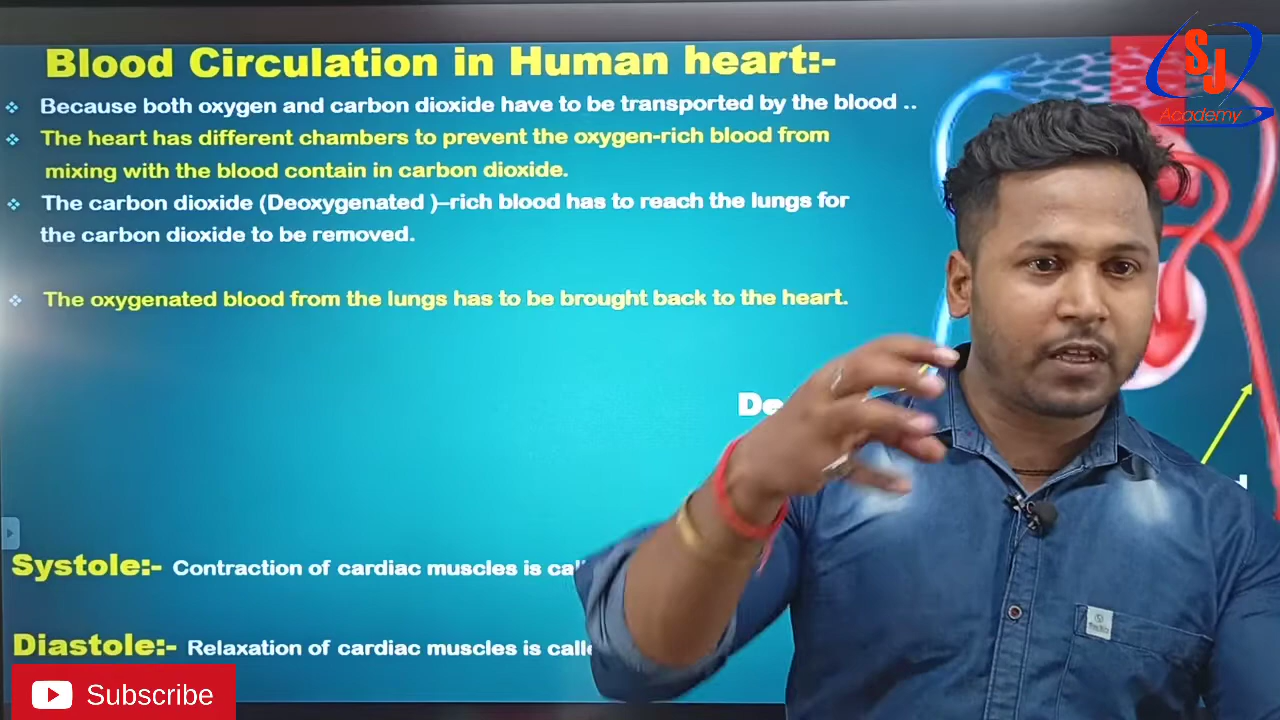 Blood Circulation in Human heart:-
Because both oxygen and carbon dioxide have to be transported by the blood ..
The heart has different chambers to prevent the oxygen-rich blood from
mixing with the blood contain in carbon dioxide.
The carbon dioxide (Deoxygenated )–rich blood has to reach the lungs for
the carbon dioxide to be removed.
The oxygenated blood from the lungs has to be brought back to the heart.
Systole:- Contraction of cardiac muscles is
Diastole:- Relaxation of cardiac muscles is
SJ
Academy
Subscribe